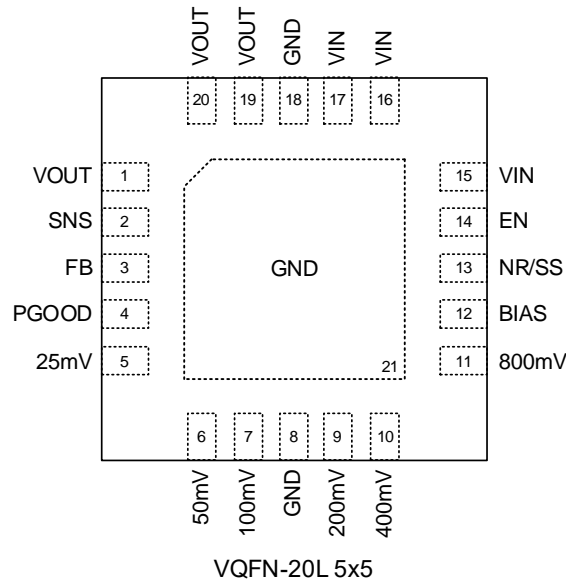 VOUT
VOUT
GND
VIN
VIN
20
19
18
17
16
VOUT 1
SNS 2
FB 3
PGOOD 4
25mV 5
GND
21
15 VIN
14 EN
13 NR/SS
12 BIAS
11 800mV
6
7
8
9
10
50mV
100mV
GND
200mV
400mV
VQFN-20L 5x5